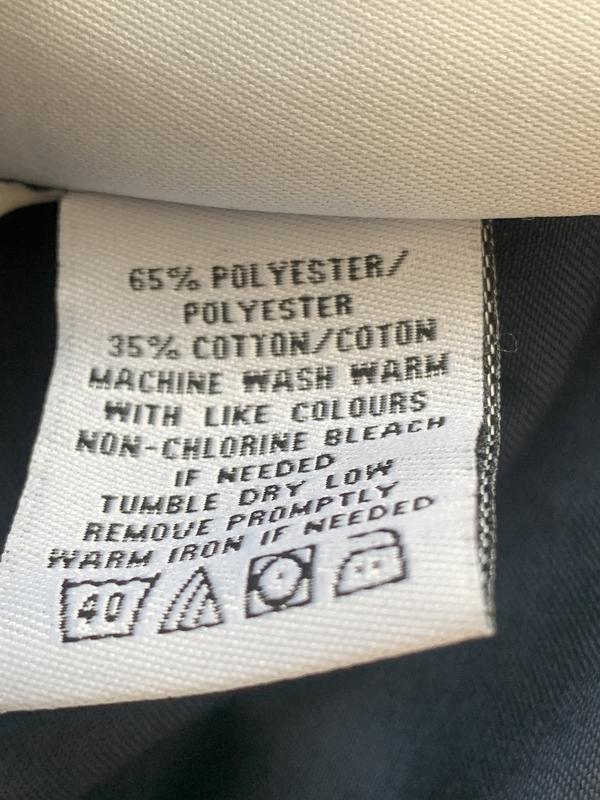 65% POLYESTER/
POLYESTER
35% COTTON/COTON
MACHINE WASH WARM
WITH LIKE COLOURS
NON-CHLORINE BLEACH
IF NEEDED
TUMBLE DRY LOW
REMOVE PROMPTLY
WARM IRON IF NEEDED
40